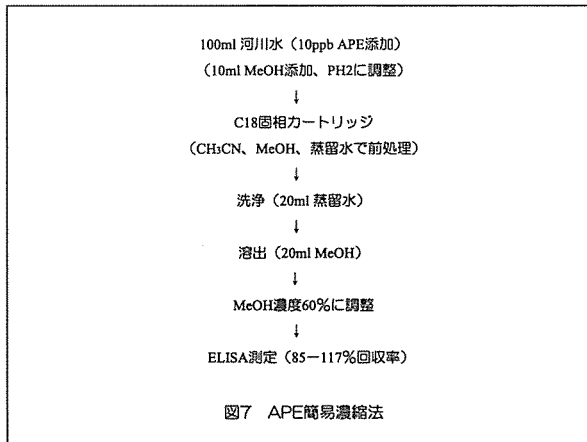 100ml 河川水（10ppb APE添加）
（10ml MeOH添加、PH2に調整）
↓
C18固相カートリッジ
（CH3CN、MeOH、蒸留水で前処理）
↓
洗浄（20ml 蒸留水）
↓
溶出（20ml MeOH）
↓
MeOH濃度60%に調整
↓
ELISA測定（85－117%回収率）
図7 APE簡易濃縮法